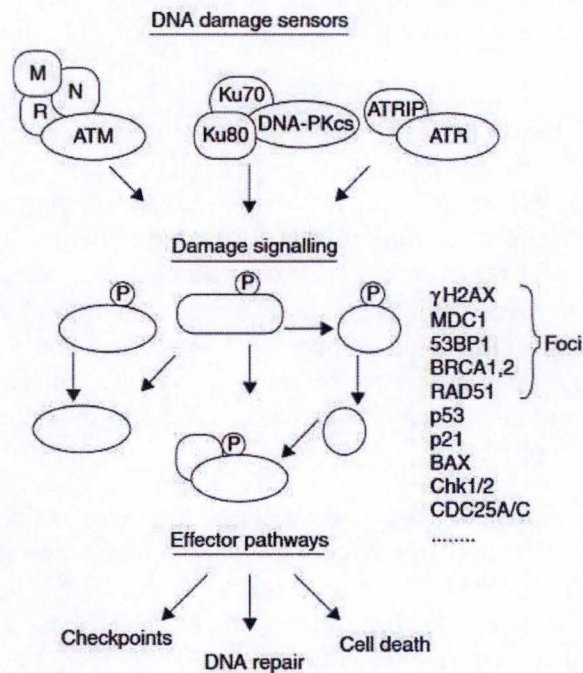 DNA damage sensors
M
N
R
ATM
Ku70
Ku80
DNA-PKcs
ATRIP
ATR
Damage signalling
P
P
P
P
γH2AX
MDC1
53BP1
BRCA1,2
RAD51
Foci
p53
p21
BAX
Chk1/2
CDC25A/C
........
Effector pathways
Checkpoints
DNA repair
Cell death